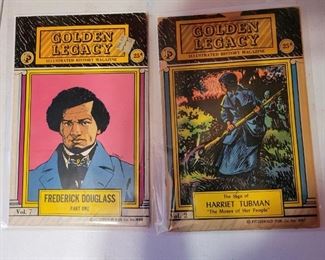 GOLDEN
LEGACY
ILLUSTRATED HISTORY MAGAZINE
25¢
FREDERICK DOUGLASS
PART ONE
Vol. 7
GOLDEN
LEGACY
ILLUSTRATED HISTORY MAGAZINE
25¢
The Saga of
HARRIET TUBMAN
"The Moses of Her People"
Vol. 2